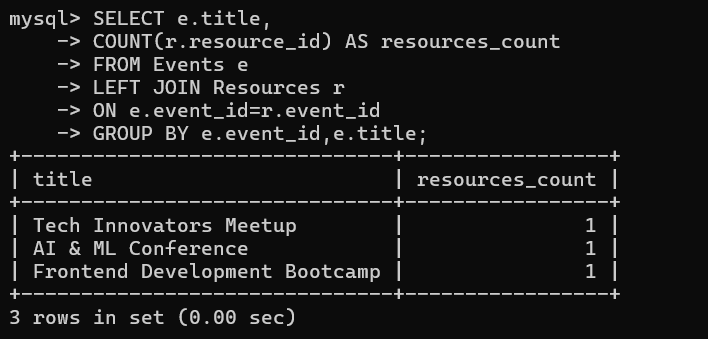 mysql> SELECT e.title,
    -> COUNT(r.resource_id) AS resources_count
    -> FROM Events e
    -> LEFT JOIN Resources r
    -> ON e.event_id=r.event_id
    -> GROUP BY e.event_id,e.title;
+-------------------------------+-----------------+
| title                         | resources_count |
+-------------------------------+-----------------+
| Tech Innovators Meetup        |               1 |
| AI & ML Conference            |               1 |
| Frontend Development Bootcamp |               1 |
+-------------------------------+-----------------+
3 rows in set (0.00 sec)